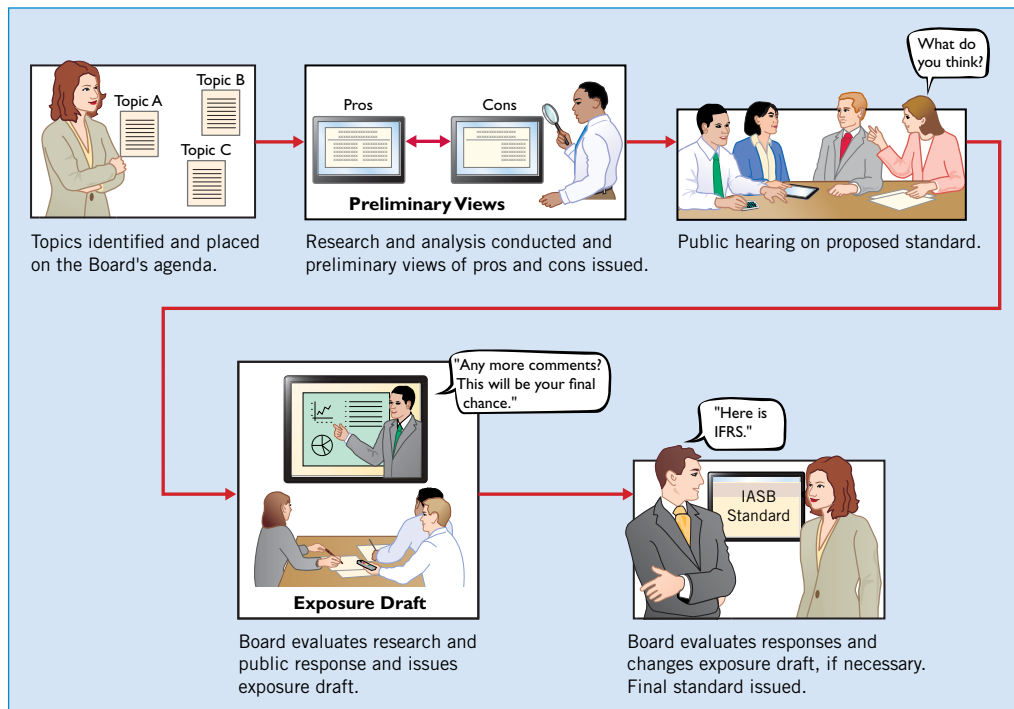 Topic A
Topic B
Topic C
Topics identified and placed
on the Board's agenda.
Pros
Cons
Preliminary Views
Research and analysis conducted and
preliminary views of pros and cons issued.
What do
you think?
Public hearing on proposed standard.
"Any more comments?
This will be your final
chance."
Exposure Draft
Board evaluates research and
public response and issues
exposure draft.
"Here is
IFRS."
IASB
Standard
Board evaluates responses and
changes exposure draft, if necessary.
Final standard issued.